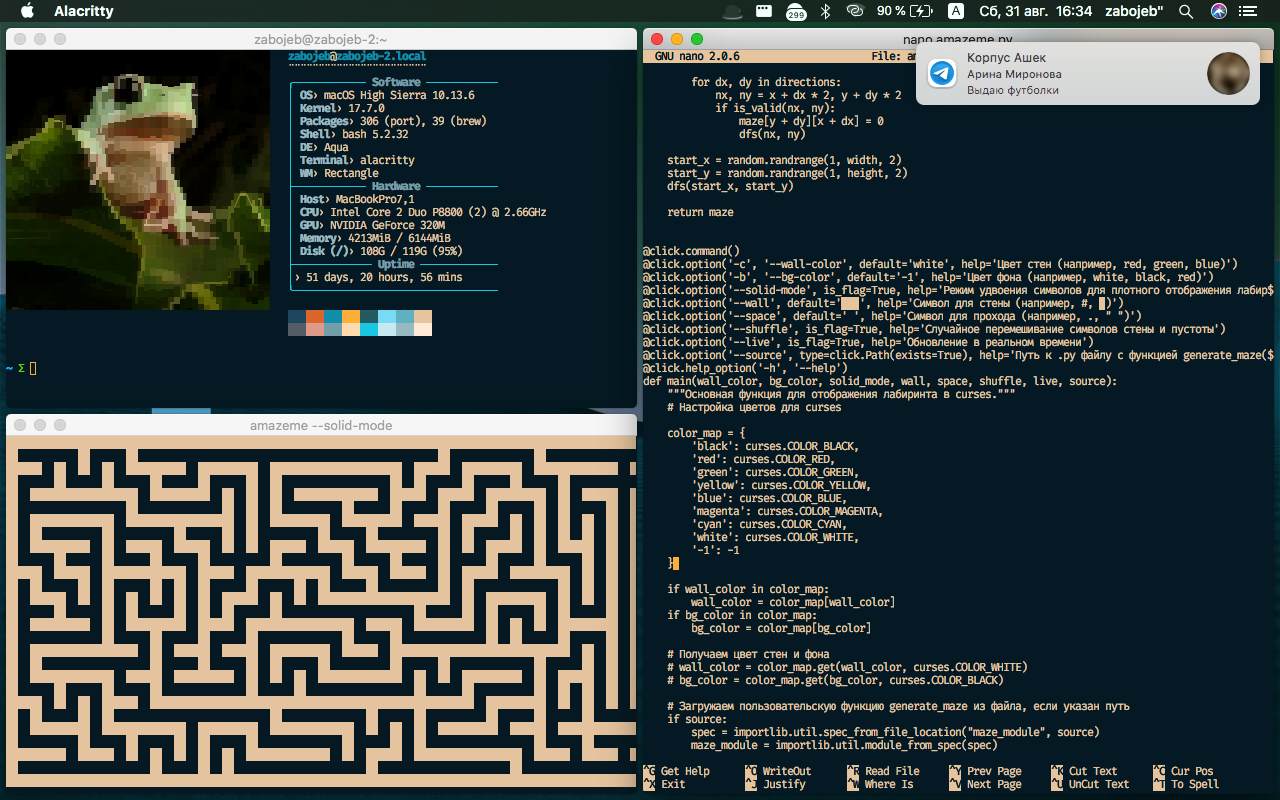 Alacritty
299
90 %
A
Сб, 31 авг. 16:34
zabojeb"
zabojeb@zabojeb-2:~
zabojeb@zabojeb-2.local
Software
OS› macOS High Sierra 10.13.6
Kernel› 17.7.0
Packages› 306 (port), 39 (brew)
Shell› bash 5.2.32
DE› Aqua
Terminal› alacritty
WM› Rectangle
Hardware
Host› MacBookPro7,1
CPU› Intel Core 2 Duo P8800 (2) @ 2.66GHz
GPU› NVIDIA GeForce 320M
Memory› 4213MiB / 6144MiB
Disk (/)› 108G / 119G (95%)
Uptime
› 51 days, 20 hours, 56 mins
~ Σ
amazeme --solid-mode
nano amazeme.py
GNU nano 2.0.6 File: am
Корпус Ашек
Арина Миронова
Выдаю футболки
for dx, dy in directions:
nx, ny = x + dx * 2, y + dy * 2
if is_valid(nx, ny):
maze[y + dy][x + dx] = 0
dfs(nx, ny)
start_x = random.randrange(1, width, 2)
start_y = random.randrange(1, height, 2)
dfs(start_x, start_y)
return maze
@click.command()
@click.option('-c', '--wall-color', default='white', help='Цвет стен (например, red, green, blue)')
@click.option('-b', '--bg-color', default='-1', help='Цвет фона (например, white, black, red)')
@click.option('--solid-mode', is_flag=True, help='Режим удвоения символов для плотного отображения лабир$
@click.option('--wall', default='███', help='Символ для стены (например, #, █)')
@click.option('--space', default=' ', help='Символ для прохода (например, ., " ")')
@click.option('--shuffle', is_flag=True, help='Случайное перемешивание символов стены и пустоты')
@click.option('--live', is_flag=True, help='Обновление в реальном времени')
@click.option('--source', type=click.Path(exists=True), help='Путь к .py файлу с функцией generate_maze($
@click.help_option('-h', '--help')
def main(wall_color, bg_color, solid_mode, wall, space, shuffle, live, source):
"""Основная функция для отображения лабиринта в curses."""
# Настройка цветов для curses
color_map = {
'black': curses.COLOR_BLACK,
'red': curses.COLOR_RED,
'green': curses.COLOR_GREEN,
'yellow': curses.COLOR_YELLOW,
'blue': curses.COLOR_BLUE,
'magenta': curses.COLOR_MAGENTA,
'cyan': curses.COLOR_CYAN,
'white': curses.COLOR_WHITE,
'-1': -1
}
if wall_color in color_map:
wall_color = color_map[wall_color]
if bg_color in color_map:
bg_color = color_map[bg_color]
# Получаем цвет стен и фона
# wall_color = color_map.get(wall_color, curses.COLOR_WHITE)
# bg_color = color_map.get(bg_color, curses.COLOR_BLACK)
# Загружаем пользовательскую функцию generate_maze из файла, если указан путь
if source:
spec = importlib.util.spec_from_file_location("maze_module", source)
maze_module = importlib.util.module_from_spec(spec)
^G Get Help ^O WriteOut ^R Read File ^Y Prev Page ^K Cut Text ^C Cur Pos
^X Exit ^J Justify ^W Where Is ^V Next Page ^U UnCut Text ^T To Spell